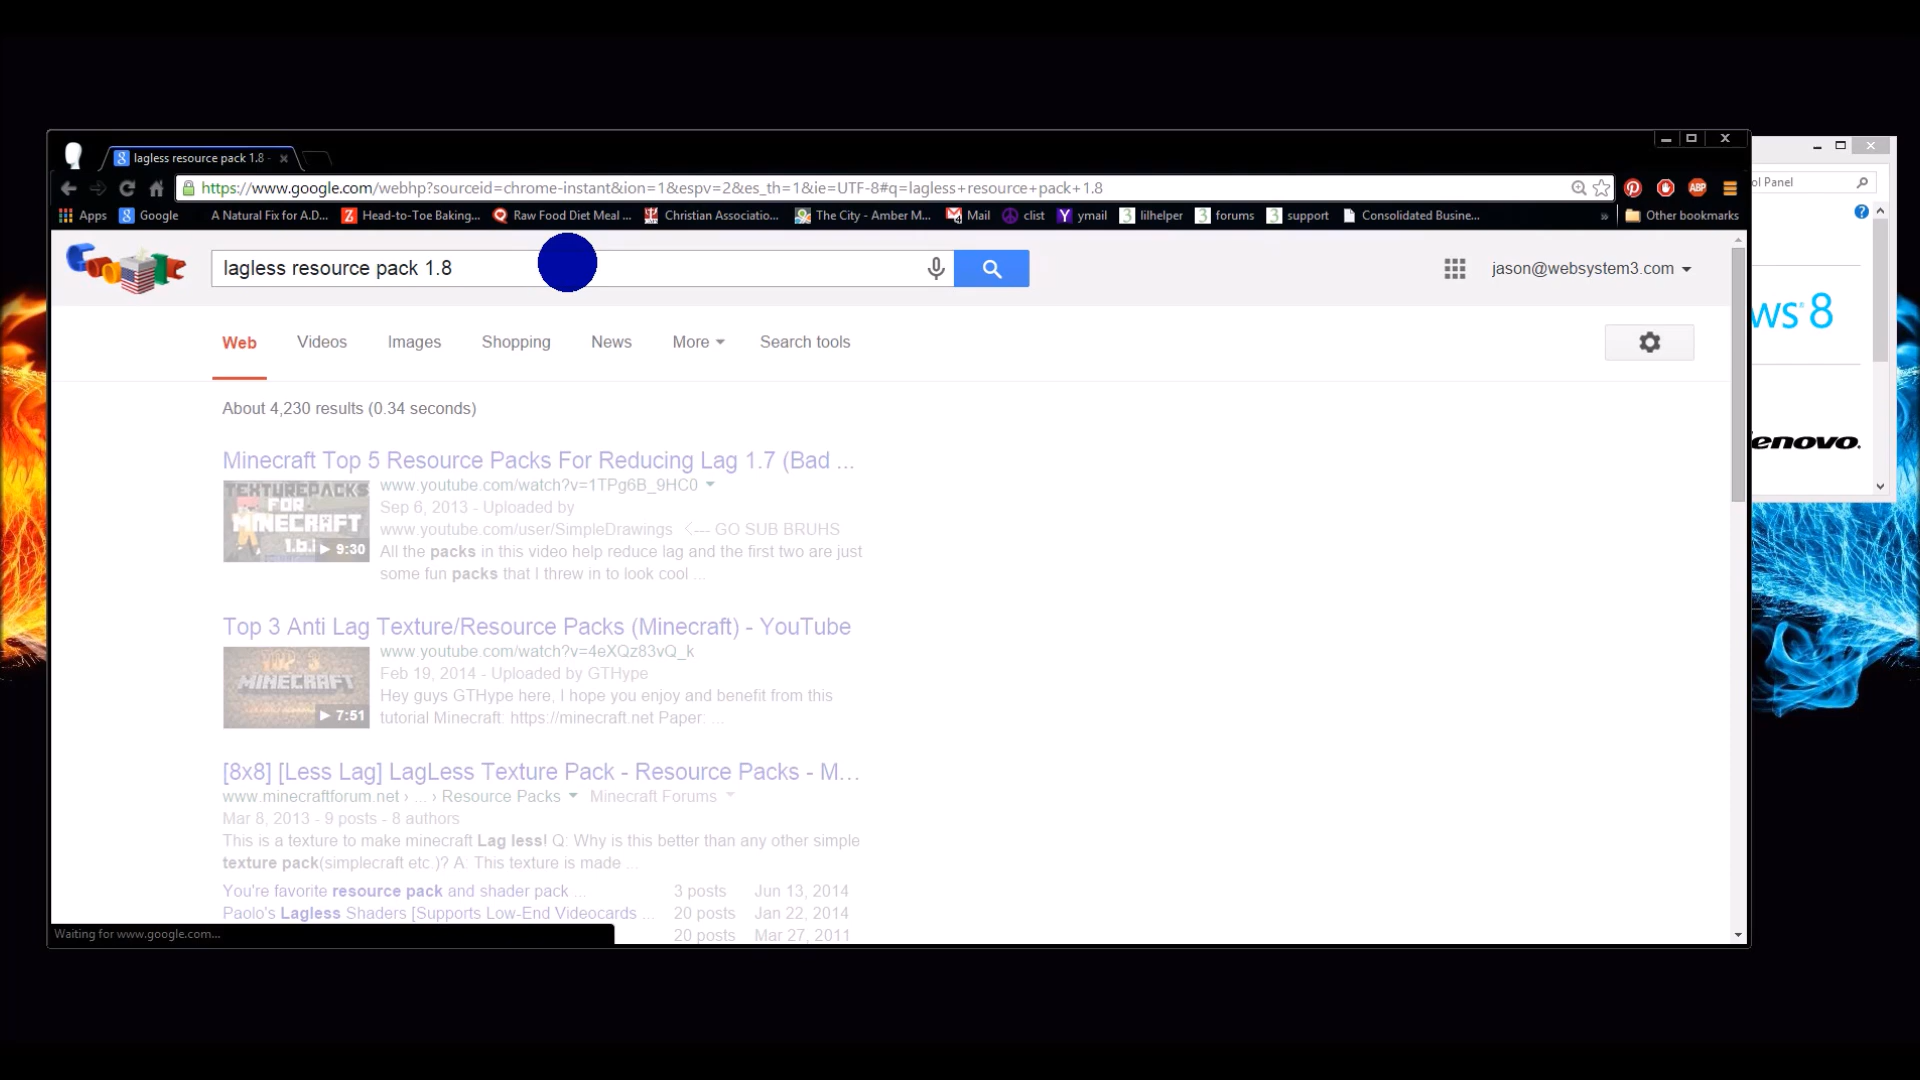 lagless resource pack 1.8 -
https://www.google.com/webhp?sourceid=chrome-instant&ion=1&espv=2&es_th=1&ie=UTF-8#q=lagless+resource+pack+1.8
Apps Google A Natural Fix for A.D... Head-to-Toe Baking... Raw Food Diet Meal ... Christian Associatio... The City - Amber M... Mail clist ymail lilhelper forums support Consolidated Busine... » Other bookmarks
ol Panel
lagless resource pack 1.8
jason@websystem3.com
ws 8
Web Videos Images Shopping News More Search tools
About 4,230 results (0.34 seconds)
enovo.
Minecraft Top 5 Resource Packs For Reducing Lag 1.7 (Bad ...
www.youtube.com/watch?v=1TPg6B_9HC0
Sep 6, 2013 - Uploaded by
www.youtube.com/user/SimpleDrawings <--- GO SUB BRUHS
All the packs in this video help reduce lag and the first two are just
some fun packs that I threw in to look cool ...
TEXTUREPACKS
FOR
MINECRAFT
9:30
Top 3 Anti Lag Texture/Resource Packs (Minecraft) - YouTube
www.youtube.com/watch?v=4eXQz83vQ_k
Feb 19, 2014 - Uploaded by GTHype
Hey guys GTHype here, I hope you enjoy and benefit from this
tutorial Minecraft: https://minecraft.net Paper: ...
TOP 3
MINECRAFT
7:51
[8x8] [Less Lag] LagLess Texture Pack - Resource Packs - M...
www.minecraftforum.net › ... › Resource Packs Minecraft Forums
Mar 8, 2013 - 9 posts - 8 authors
This is a texture to make minecraft Lag less! Q: Why is this better than any other simple
texture pack(simplecraft etc.)? A: This texture is made ...
You're favorite resource pack and shader pack ... 3 posts Jun 13, 2014
Paolo's Lagless Shaders [Supports Low-End Videocards ... 20 posts Jan 22, 2014
20 posts Mar 27, 2011
Waiting for www.google.com...